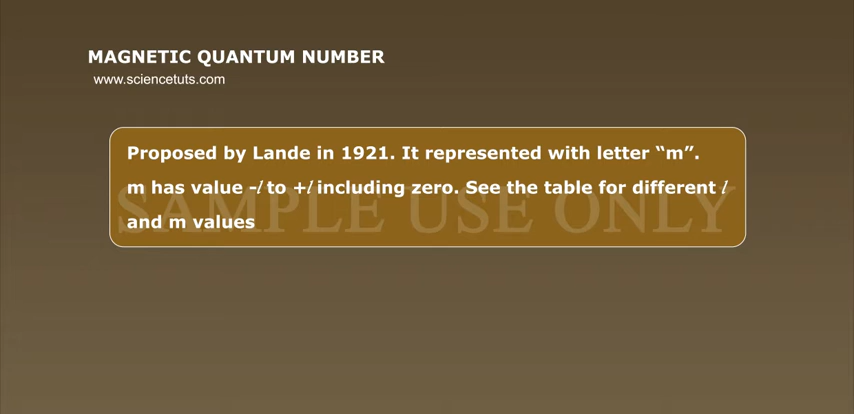 MAGNETIC QUANTUM NUMBER
www.sciencetuts.com
Proposed by Lande in 1921. It represented with letter “m”.
m has value -l to +l including zero. See the table for different l
and m values
SAMPLE USE ONLY